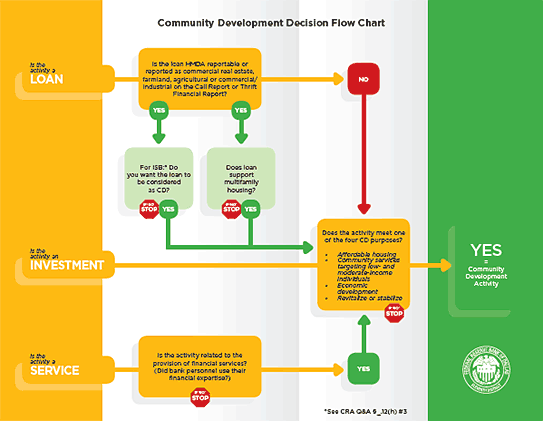 Community Development Decision Flow Chart
Is the
activity a
LOAN
Is the loan HMDA reportable or
reported as commercial real estate,
farmland, agricultural or commercial/
industrial on the Call Report or Thrift
Financial Report?
NO
YES
YES
For ISB:* Do
you want the loan to
be considered
as CD?
IF "NO"
STOP
YES
Does loan
support
multifamily
housing?
IF "NO"
STOP
YES
Is the
activity an
INVESTMENT
Does the activity meet one
of the four CD purposes?
• Affordable housing
• Community services
targeting low- and
moderate-income
individuals
• Economic
development
• Revitalize or stabilize
IF "NO"
STOP
YES
=
Community
Development
Activity
Is the
activity a
SERVICE
Is the activity related to the
provision of financial services?
(Did bank personnel use their
financial expertise?)
IF "NO"
STOP
YES
*See CRA Q&A § _.12(h) #3
FEDERAL RESERVE BANK OF DALLAS